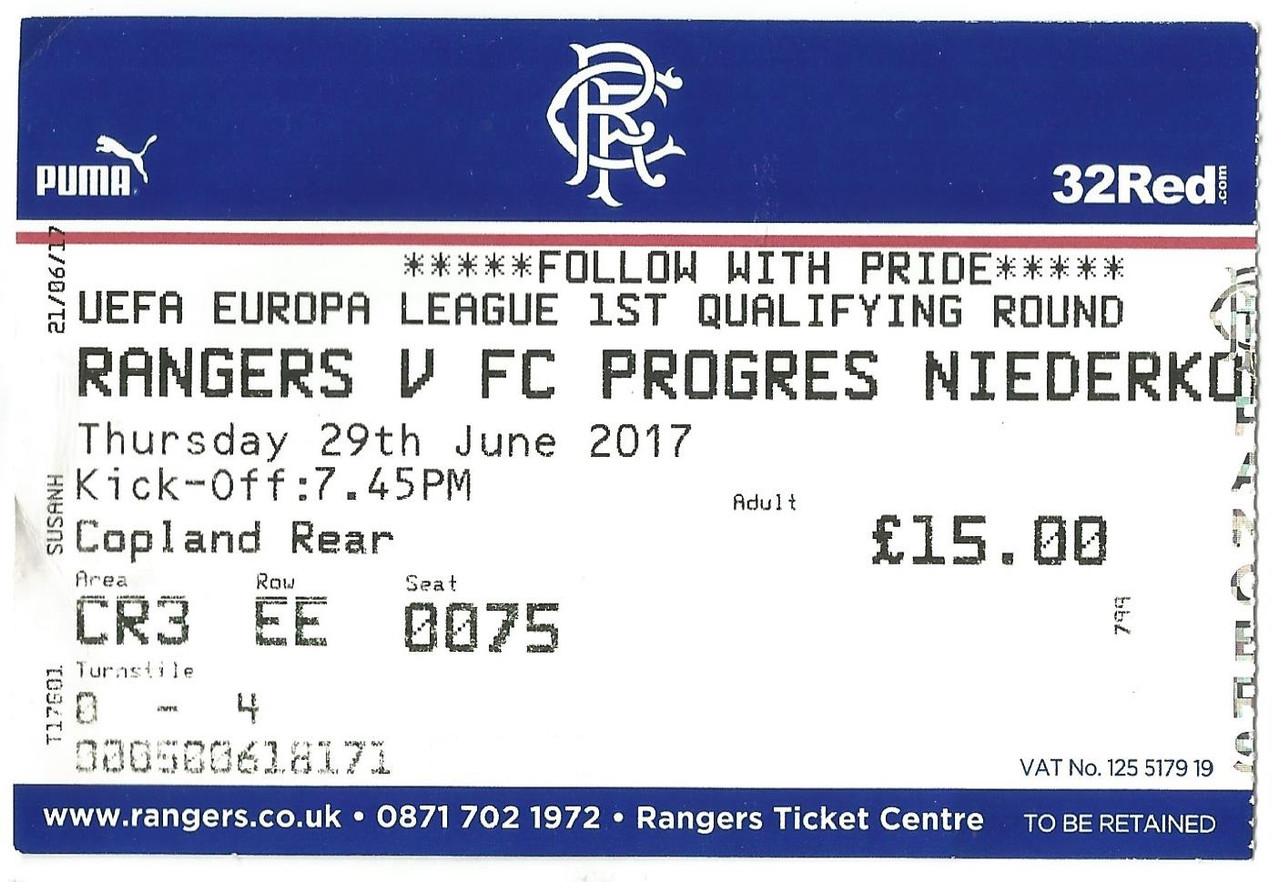 PUMA
32Red.com
*****FOLLOW WITH PRIDE*****
UEFA EUROPA LEAGUE 1ST QUALIFYING ROUND
RANGERS V FC PROGRES NIEDERKO
Thursday 29th June 2017
Kick-Off:7.45PM
Adult
Copland Rear
£15.00
Area Row Seat
CR3 EE 0075
Turnstile
0 - 4
000500618171
21/06/17
SUSANH
T17G01
799
RANGERS
VAT No. 125 5179 19
www.rangers.co.uk • 0871 702 1972 • Rangers Ticket Centre TO BE RETAINED